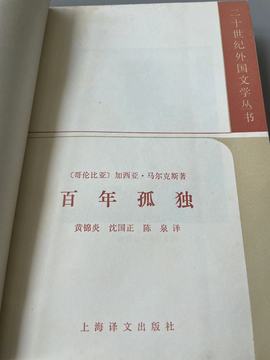 二十世纪外国文学丛书
〔哥伦比亚〕加西亚·马尔克斯著
百年孤独
黄锦炎 沈国正 陈泉译
上海译文出版社